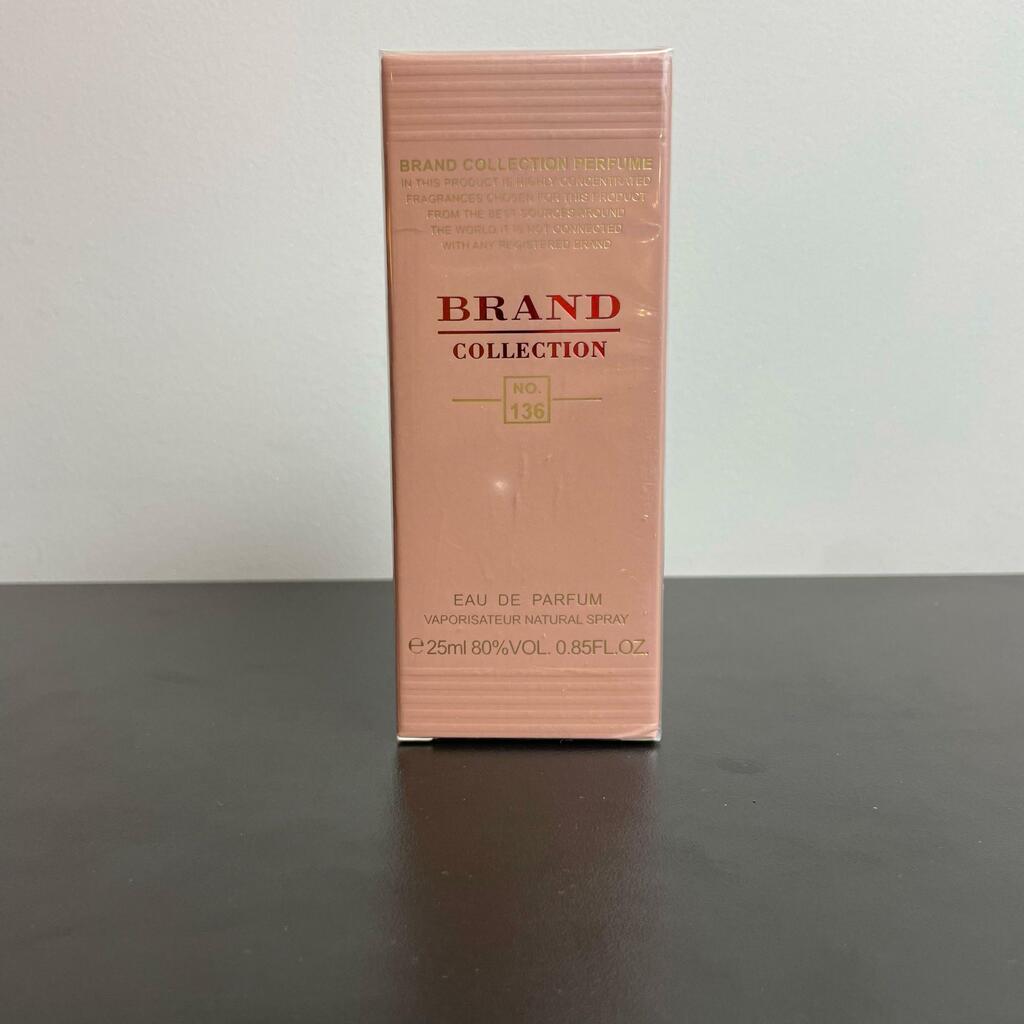 BRAND COLLECTION PERFUME
IN THIS PRODUCT IS HIGHLY CONCENTRATED
FRAGRANCES CHOSEN FOR THIS PRODUCT
FROM THE BEST SOURCES AROUND
THE WORLD IT IS NOT CONNECTED
WITH ANY REGISTERED BRAND
BRAND
COLLECTION
NO.
136
EAU DE PARFUM
VAPORISATEUR NATURAL SPRAY
℮25ml 80%VOL. 0.85FL.OZ.